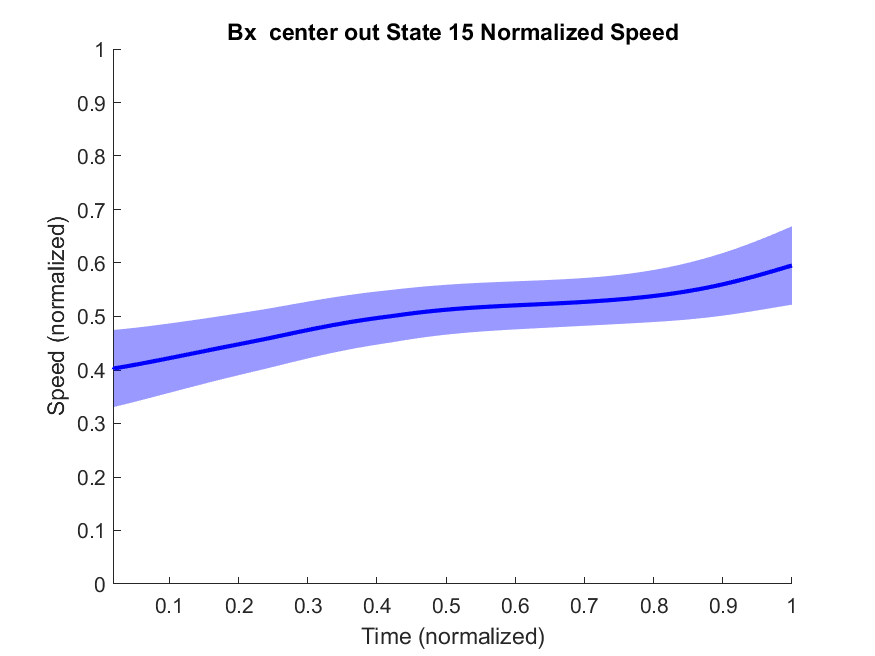 Bx  center out State 15 Normalized Speed
1
0.9
0.8
0.7
0.6
0.5
0.4
0.3
0.2
0.1
0
Speed (normalized)
0.1 0.2 0.3 0.4 0.5 0.6 0.7 0.8 0.9 1
Time (normalized)